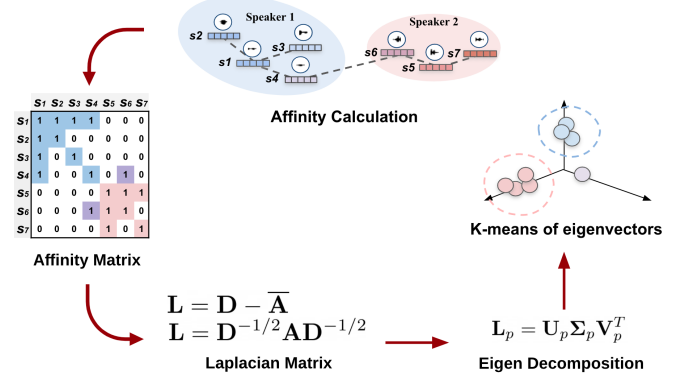 Speaker 1
Speaker 2
s2
s3
s1
s4
s6
s7
s5
Affinity Calculation
S1 S2 S3 S4 S5 S6 S7
S1 1 1 1 1 0 0 0
S2 1 1 0 0 0 0 0
S3 1 0 1 0 0 0 0
S4 1 0 0 1 0 1 0
S5 0 0 0 0 1 1 1
S6 0 0 0 1 1 1 0
S7 0 0 0 0 1 0 1
Affinity Matrix
K-means of eigenvectors
L = D − A̅
L = D^{-1/2}AD^{-1/2}
Laplacian Matrix
L_p = U_pΣ_pV_p^T
Eigen Decomposition